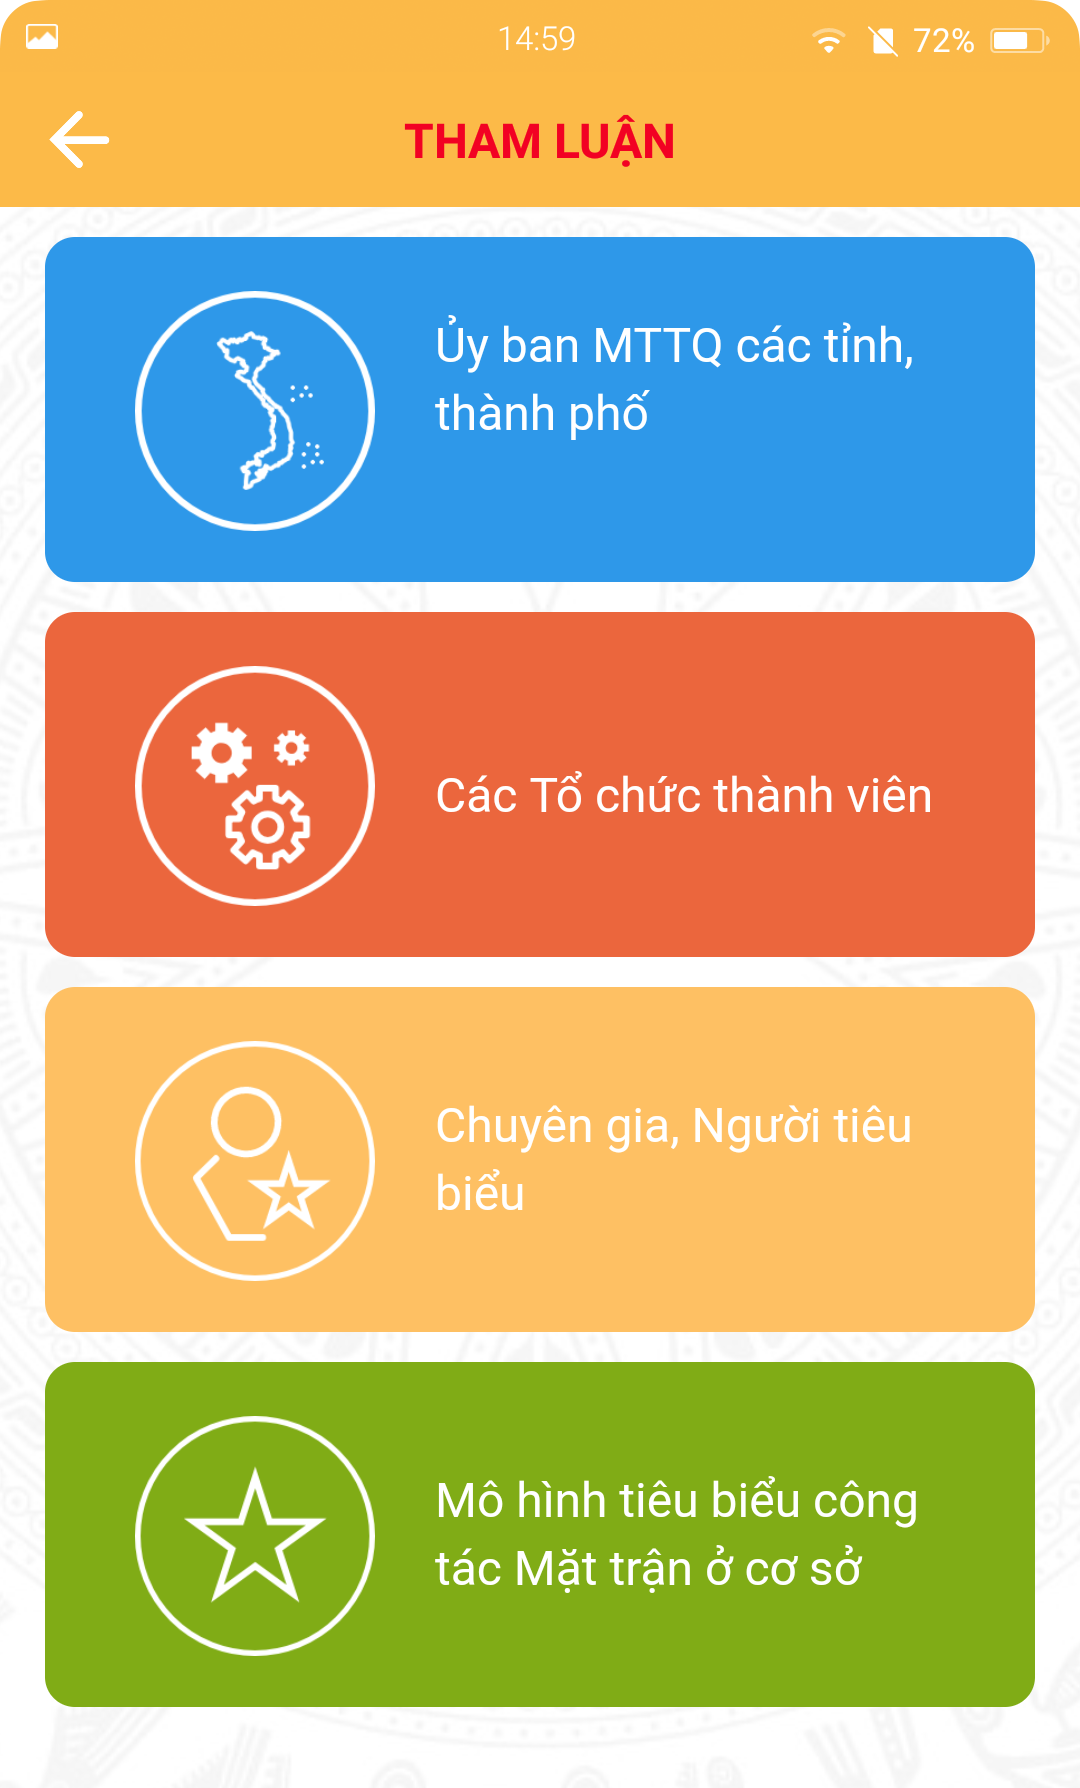 14:59
72%
THAM LUẬN
Ủy ban MTTQ các tỉnh,
thành phố
Các Tổ chức thành viên
Chuyên gia, Người tiêu
biểu
Mô hình tiêu biểu công
tác Mặt trận ở cơ sở